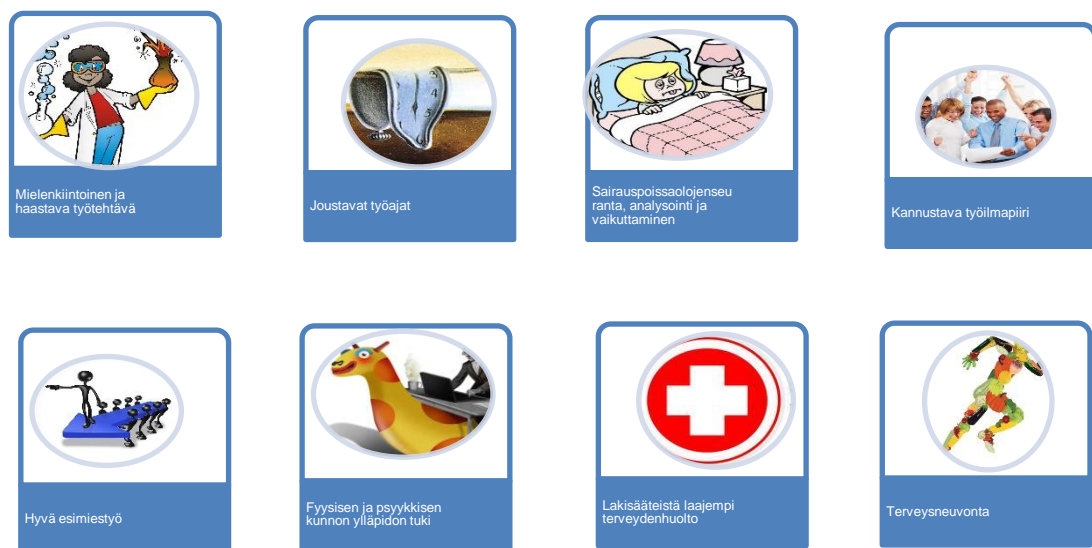 Mielenkiintoinen ja
haastava työtehtävä
Joustavat työajat
Sairauspoissaolojenseu
ranta, analysointi ja
vaikuttaminen
Kannustava työilmapiiri
Hyvä esimiestyö
Fyysisen ja psyykkisen
kunnon ylläpidon tuki
Lakisääteistä laajempi
terveydenhuolto
Terveysneuvonta